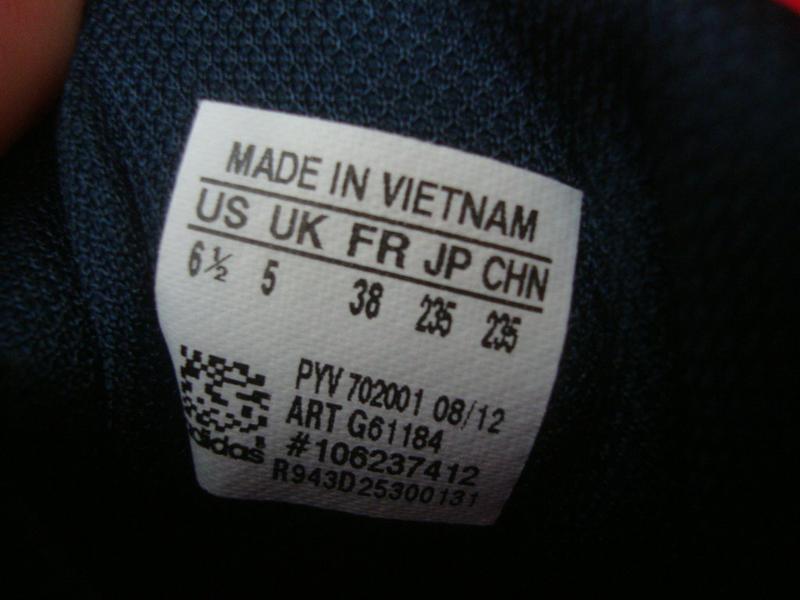 MADE IN VIETNAM
US UK FR JP CHN
6½ 5 38 235 235
PYV 702001 08/12
ART G61184
#106237412
R943D25300131
adidas